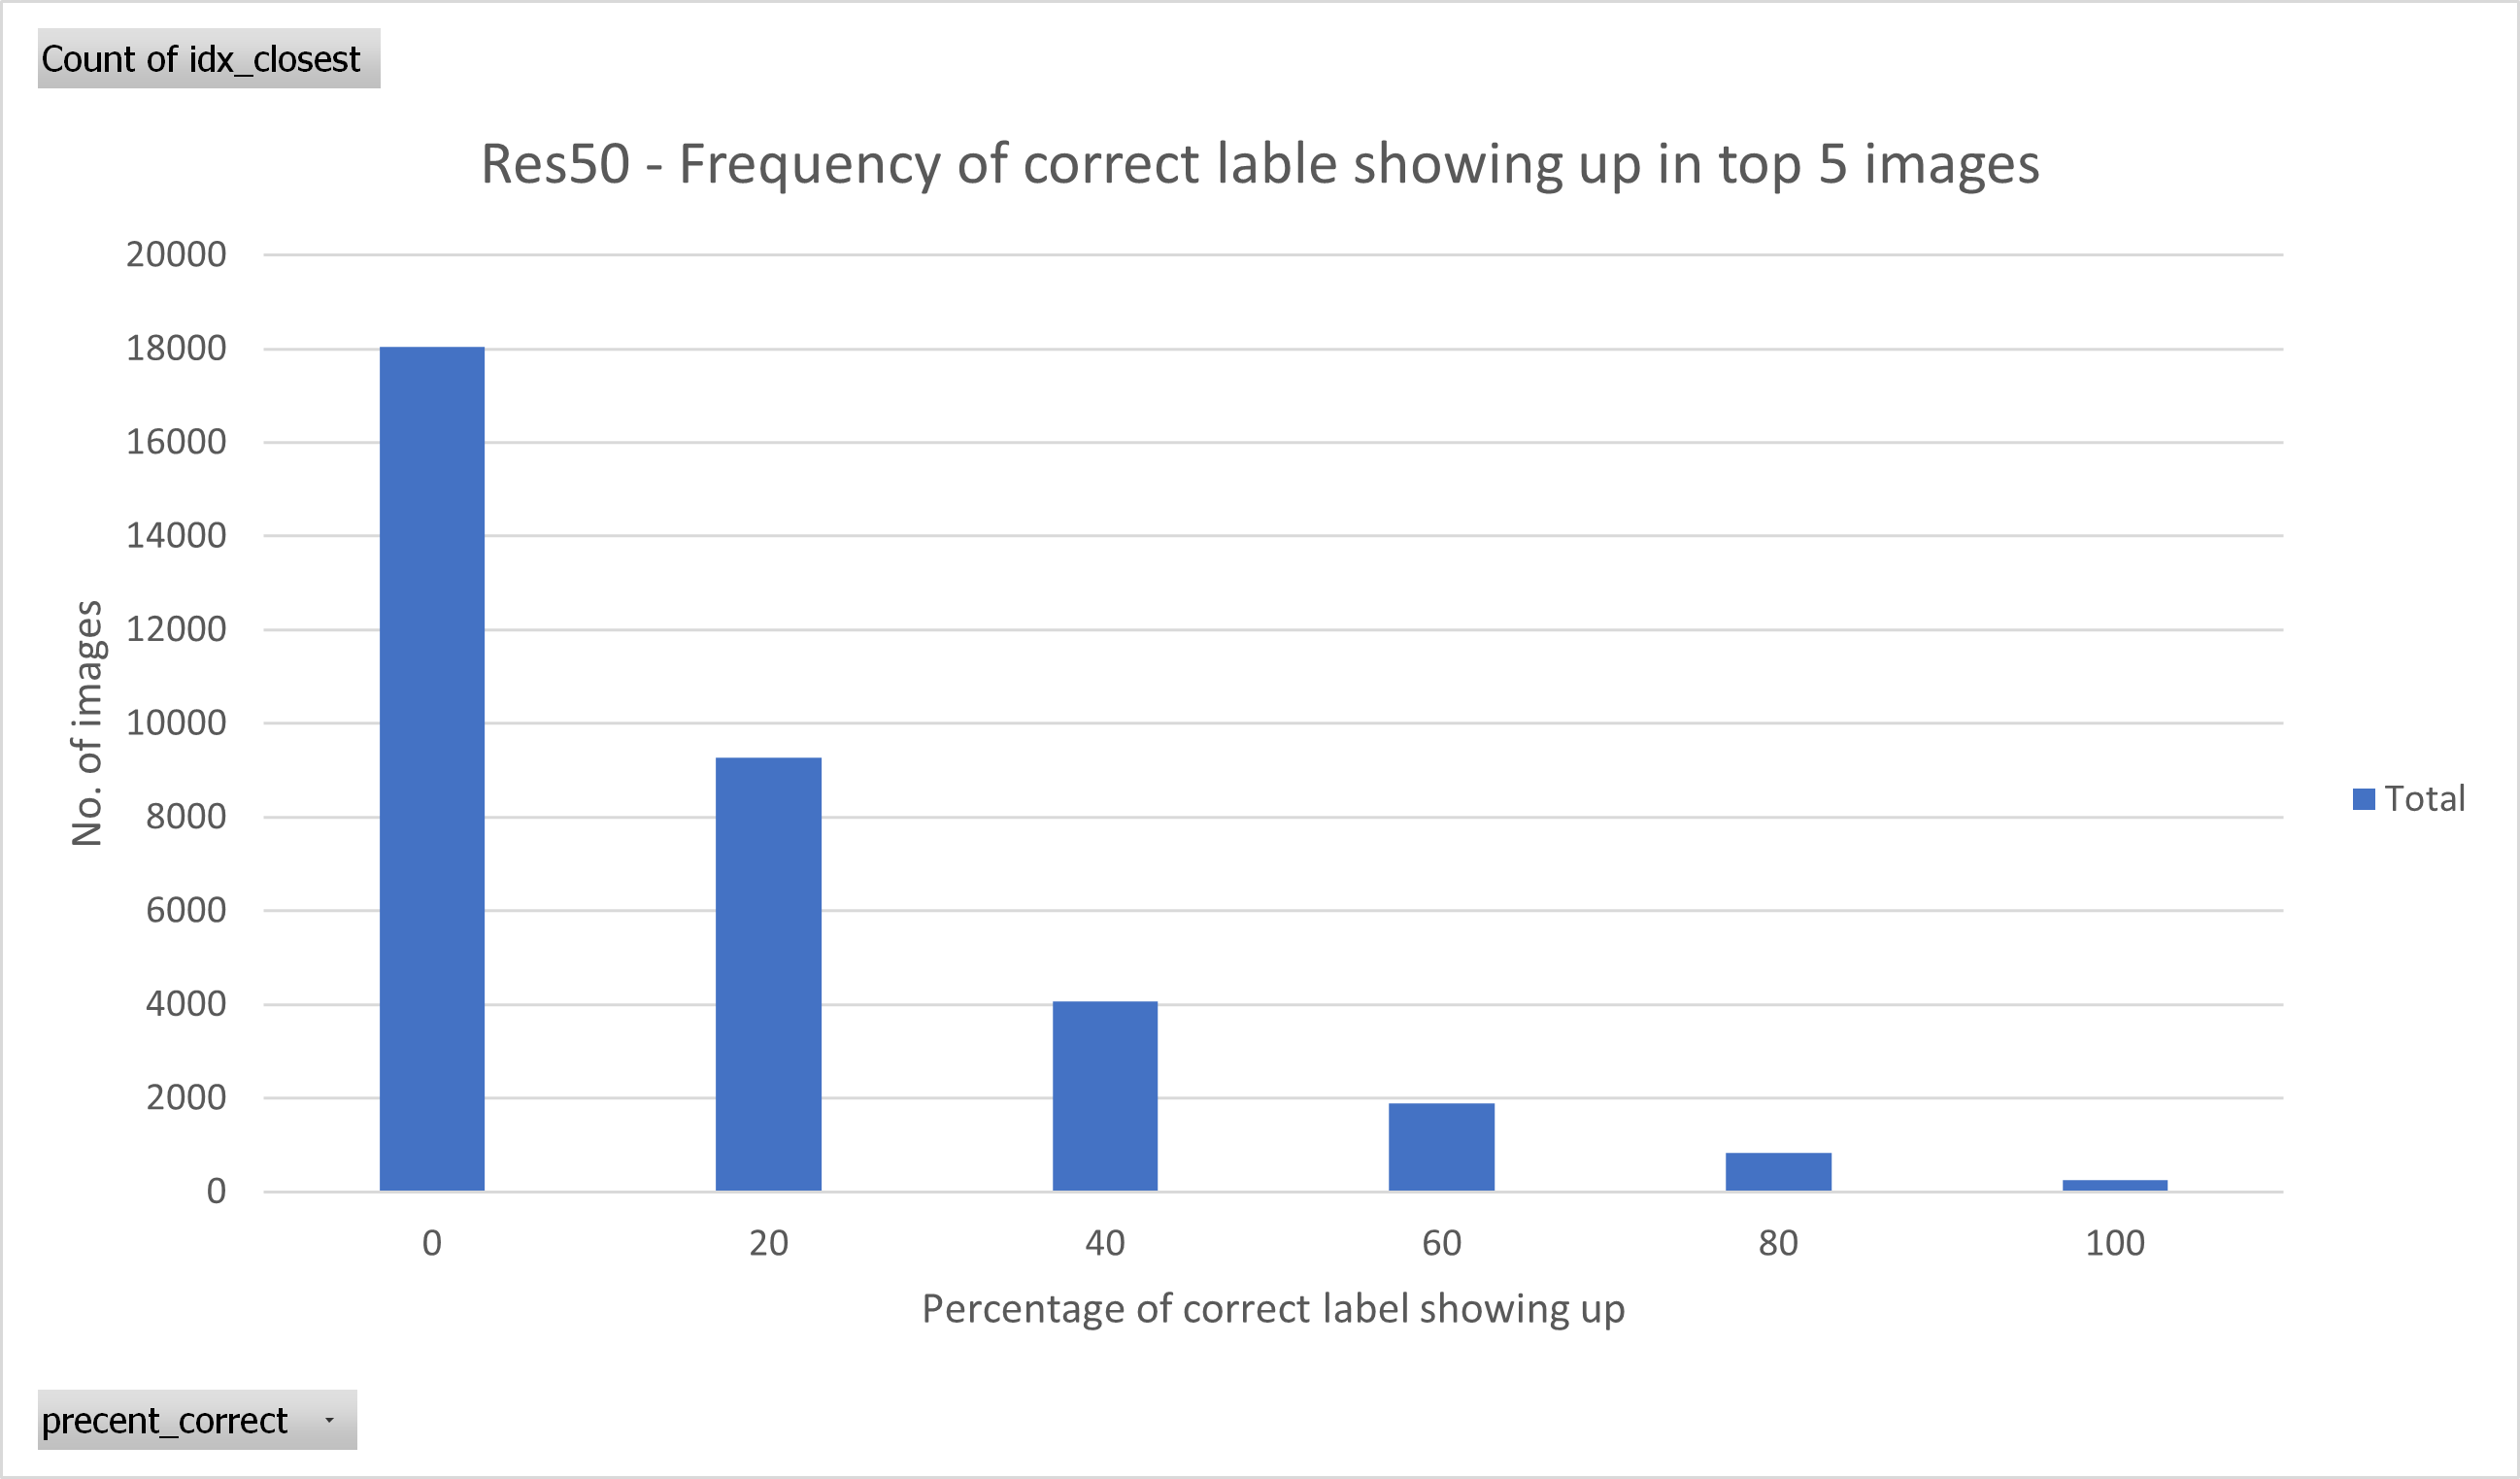 Count of idx_closest
Res50 - Frequency of correct lable showing up in top 5 images
20000
18000
16000
14000
12000
10000
8000
6000
4000
2000
0
No. of images
0 20 40 60 80 100
Percentage of correct label showing up
Total
precent_correct